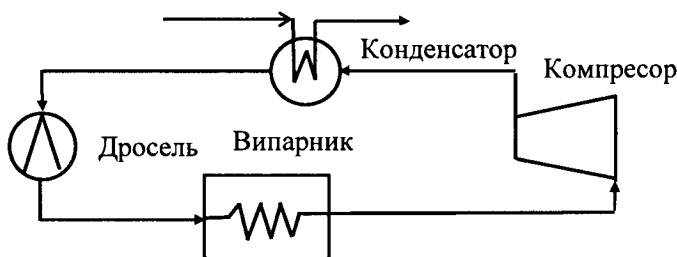 Конденсатор
Компресор
Дросель
Випарник